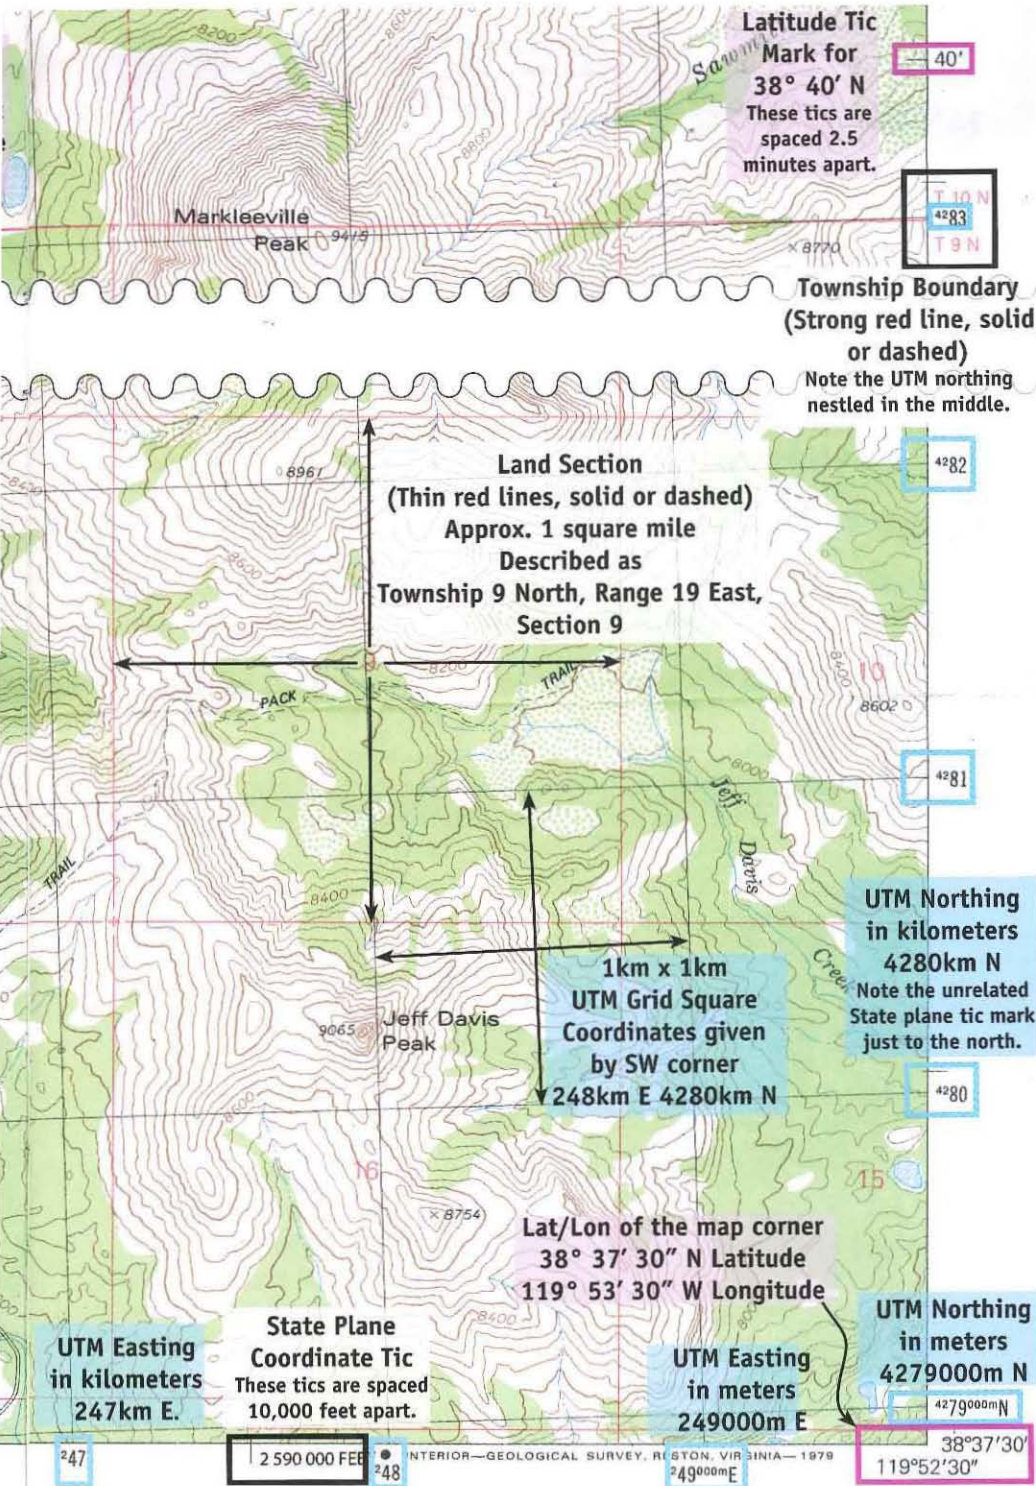 Latitude Tic
Mark for
38° 40′ N
These tics are
spaced 2.5
minutes apart.
40′
8200
8600
8800
T 10 N
4283
T 9 N
Markleeville
Peak
9415
× 8770
Township Boundary
(Strong red line, solid
or dashed)
Note the UTM northing
nestled in the middle.
8961
8400
8600
Land Section
(Thin red lines, solid or dashed)
Approx. 1 square mile
Described as
Township 9 North, Range 19 East,
Section 9
4282
9
8200
PACK
TRAIL
8400
10
8602
8000
4281
Jeff
Davis
Creek
TRAIL
8400
UTM Northing
in kilometers
4280km N
Note the unrelated
State plane tic mark
just to the north.
1km x 1km
UTM Grid Square
Coordinates given
by SW corner
248km E 4280km N
9065
Jeff Davis
Peak
8600
4280
16
15
× 8754
Lat/Lon of the map corner
38° 37′ 30″ N Latitude
119° 53′ 30″ W Longitude
8400
8000
UTM Easting
in kilometers
247km E.
State Plane
Coordinate Tic
These tics are spaced
10,000 feet apart.
UTM Easting
in meters
249000m E
UTM Northing
in meters
4279000m N
4279000mN
247
2 590 000 FEE
248
INTERIOR—GEOLOGICAL SURVEY, RESTON, VIRGINIA—1979
249000mE
38°37′30″
119°52′30″